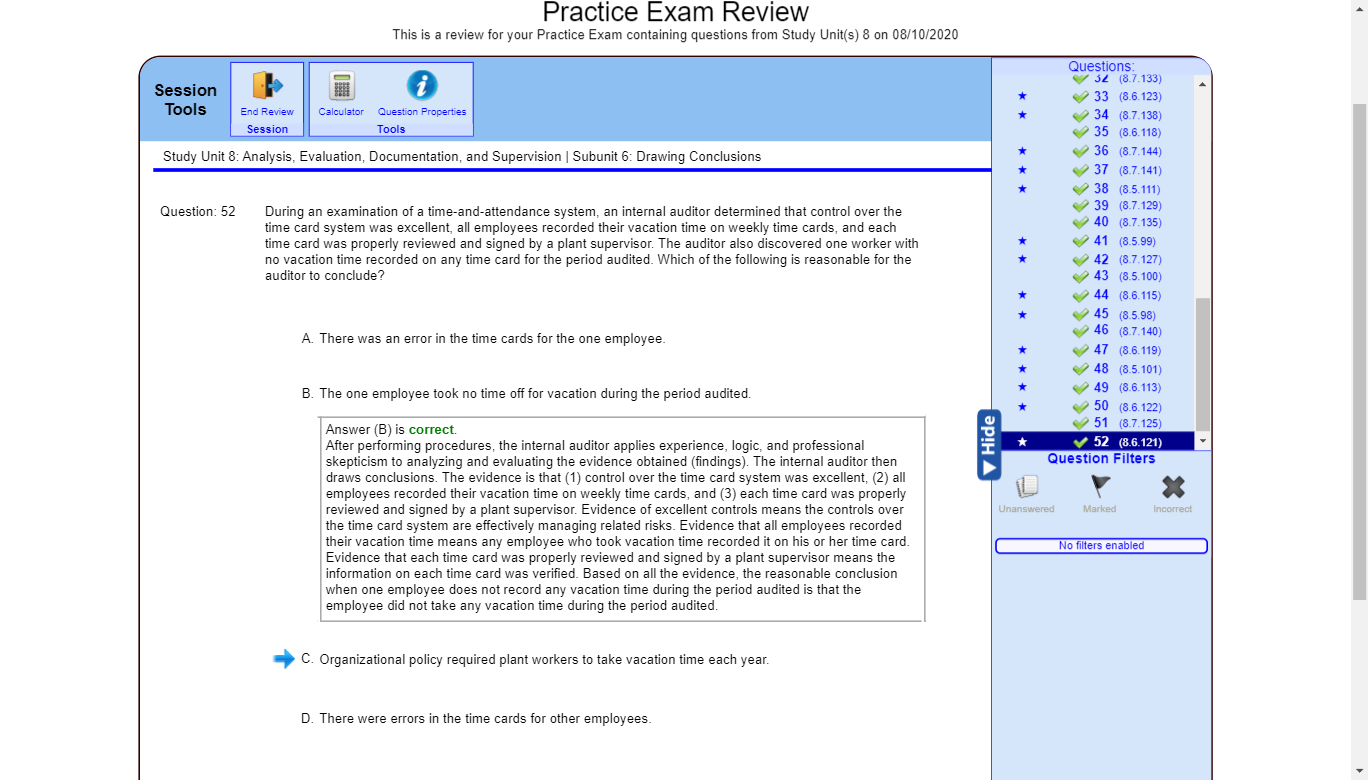 Practice Exam Review
This is a review for your Practice Exam containing questions from Study Unit(s) 8 on 08/10/2020
Session
Tools
End Review
Session
Calculator
Question Properties
Tools
Study Unit 8: Analysis, Evaluation, Documentation, and Supervision | Subunit 6: Drawing Conclusions
Question: 52
During an examination of a time-and-attendance system, an internal auditor determined that control over the
time card system was excellent, all employees recorded their vacation time on weekly time cards, and each
time card was properly reviewed and signed by a plant supervisor. The auditor also discovered one worker with
no vacation time recorded on any time card for the period audited. Which of the following is reasonable for the
auditor to conclude?
A. There was an error in the time cards for the one employee.
B. The one employee took no time off for vacation during the period audited.
Answer (B) is correct.
After performing procedures, the internal auditor applies experience, logic, and professional
skepticism to analyzing and evaluating the evidence obtained (findings). The internal auditor then
draws conclusions. The evidence is that (1) control over the time card system was excellent, (2) all
employees recorded their vacation time on weekly time cards, and (3) each time card was properly
reviewed and signed by a plant supervisor. Evidence of excellent controls means the controls over
the time card system are effectively managing related risks. Evidence that all employees recorded
their vacation time means any employee who took vacation time recorded it on his or her time card.
Evidence that each time card was properly reviewed and signed by a plant supervisor means the
information on each time card was verified. Based on all the evidence, the reasonable conclusion
when one employee does not record any vacation time during the period audited is that the
employee did not take any vacation time during the period audited.
C. Organizational policy required plant workers to take vacation time each year.
D. There were errors in the time cards for other employees.
Questions:
32 (8.7.133)
33 (8.6.123)
34 (8.7.138)
35 (8.6.118)
36 (8.7.144)
37 (8.7.141)
38 (8.5.111)
39 (8.7.129)
40 (8.7.135)
41 (8.5.99)
42 (8.7.127)
43 (8.5.100)
44 (8.6.115)
45 (8.5.98)
46 (8.7.140)
47 (8.6.119)
48 (8.5.101)
49 (8.6.113)
50 (8.6.122)
51 (8.7.125)
52 (8.6.121)
Hide
Question Filters
Unanswered
Marked
Incorrect
No filters enabled